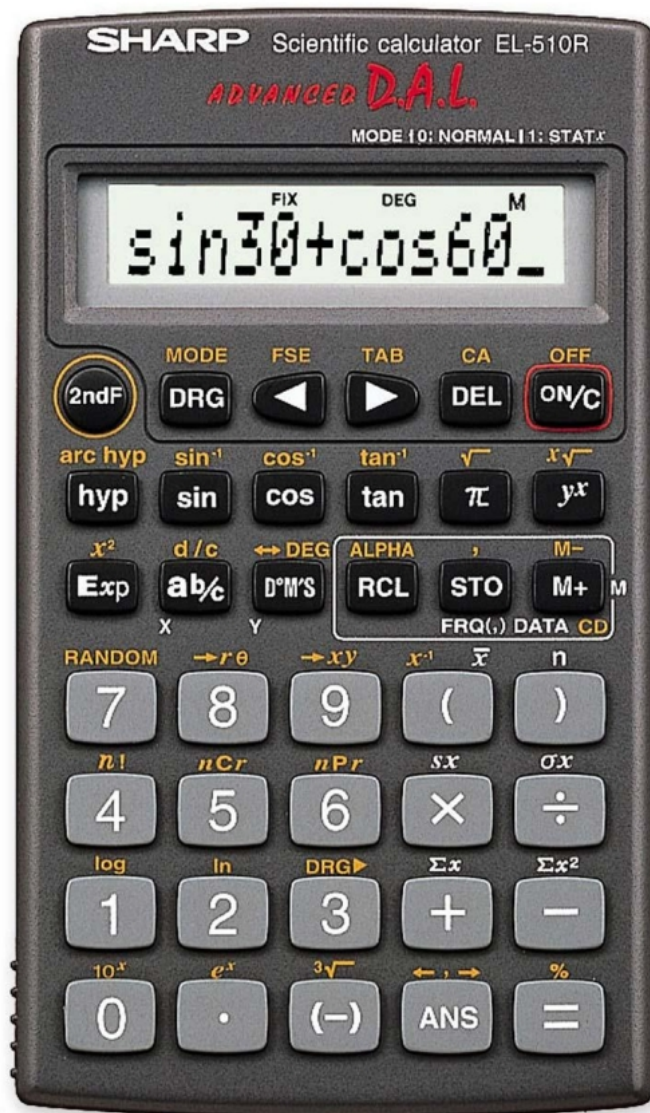 SHARP Scientific calculator EL-510R
ADVANCED D.A.L.
MODE 0: NORMAL 1: STAT x
FIX DEG M
sin30+cos60_
MODE FSE TAB CA OFF
2ndF DRG ◀ ▶ DEL ON/C
arc hyp sin⁻¹ cos⁻¹ tan⁻¹ √ x√
hyp sin cos tan π yˣ
x² d/c ↔DEG ALPHA , M−
Exp ab/c D°M'S RCL STO M+ M
X Y FRQ(,) DATA CD
RANDOM →rθ →xy x⁻¹ x̄ n
7 8 9 ( )
n! nCr nPr sx σx
4 5 6 × ÷
log ln DRG▶ Σx Σx²
1 2 3 + −
10ˣ eˣ ³√ ←,→ %
0 . (−) ANS =